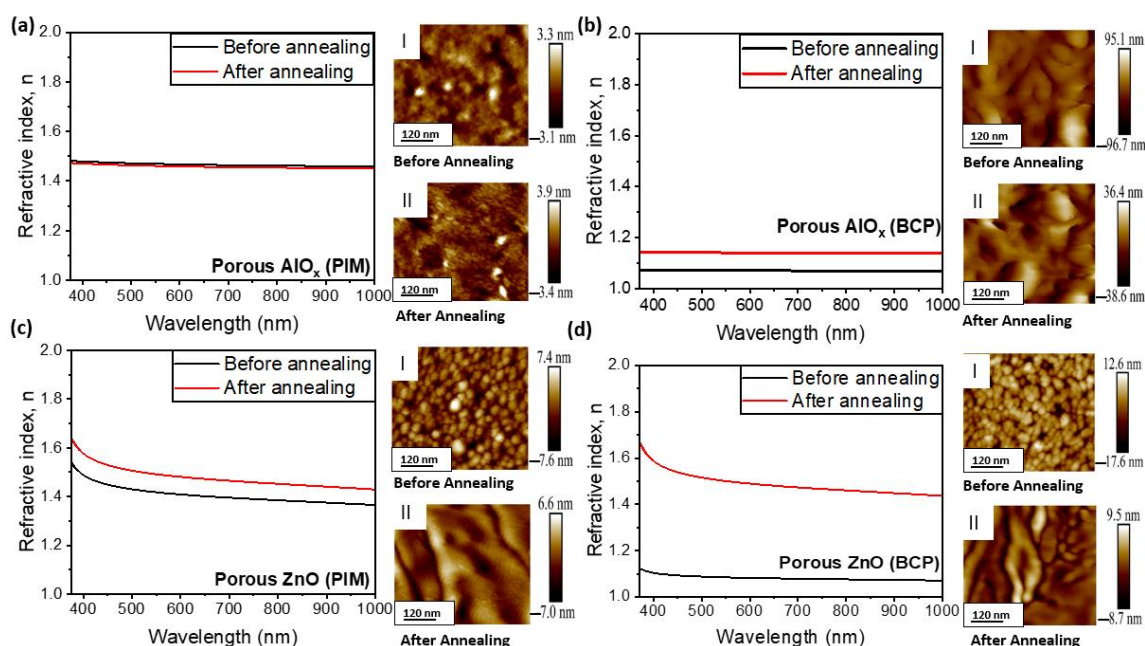 (a)
2.0
1.8
1.6
1.4
1.2
1.0
Refractive index, n
Before annealing
After annealing
Porous AlOₓ (PIM)
400 500 600 700 800 900 1000
Wavelength (nm)
I
3.3 nm
120 nm
−3.1 nm
Before Annealing
II
3.9 nm
120 nm
−3.4 nm
After Annealing
(b)
2.0
1.8
1.6
1.4
1.2
1.0
Refractive index, n
Before annealing
After annealing
Porous AlOₓ (BCP)
400 500 600 700 800 900 1000
Wavelength (nm)
I
95.1 nm
120 nm
−96.7 nm
Before Annealing
II
36.4 nm
120 nm
−38.6 nm
After Annealing
(c)
2.0
1.8
1.6
1.4
1.2
1.0
Refractive index, n
Before annealing
After annealing
Porous ZnO (PIM)
400 500 600 700 800 900 1000
Wavelength (nm)
I
7.4 nm
120 nm
−7.6 nm
Before Annealing
II
6.6 nm
120 nm
−7.0 nm
After Annealing
(d)
2.0
1.8
1.6
1.4
1.2
1.0
Refractive index, n
Before annealing
After annealing
Porous ZnO (BCP)
400 500 600 700 800 900 1000
Wavelength (nm)
I
12.6 nm
120 nm
−17.6 nm
Before Annealing
II
9.5 nm
120 nm
−8.7 nm
After Annealing